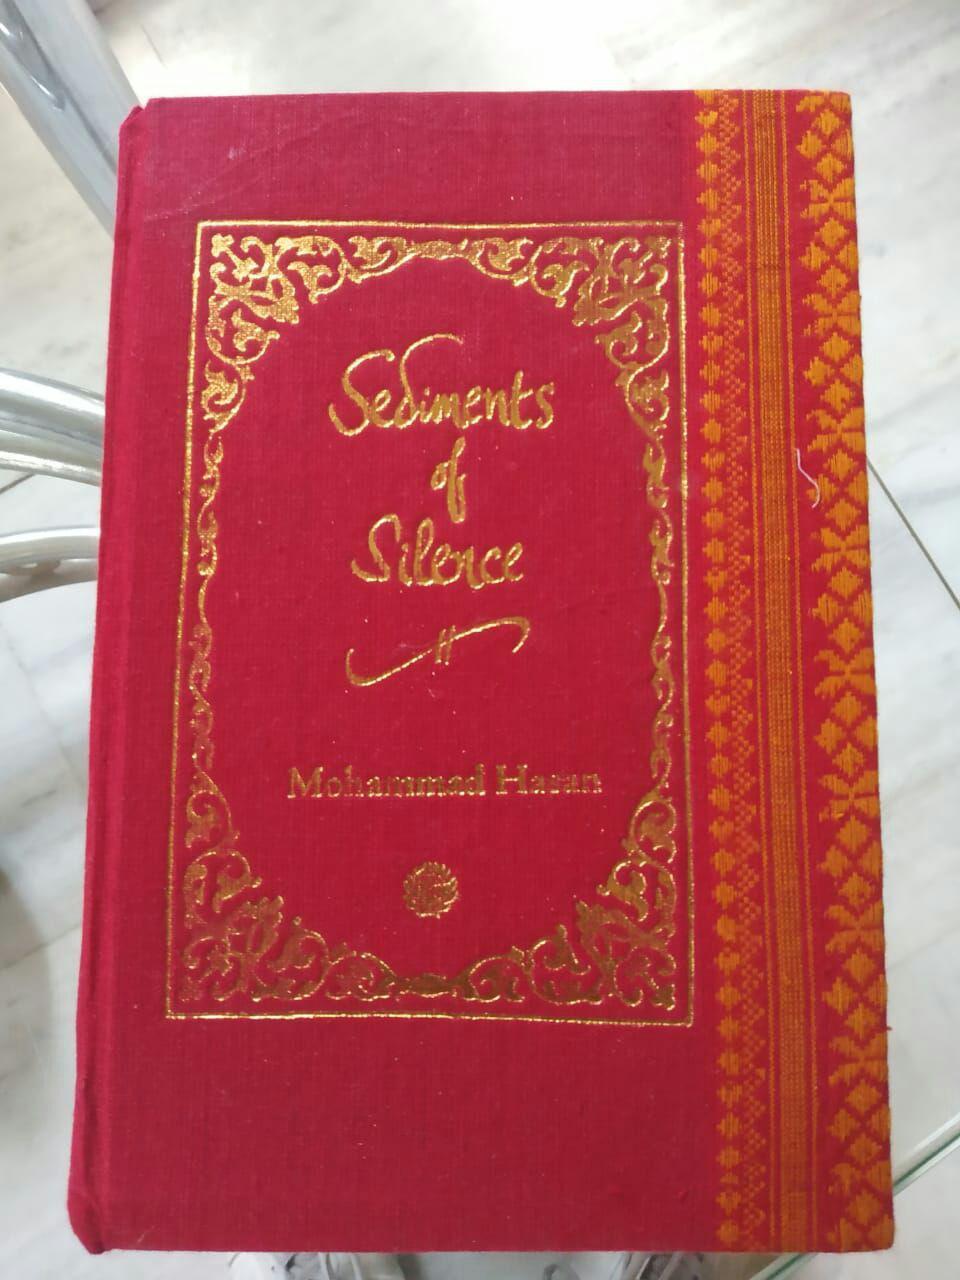 Sediments
of
Silence
Mohammad Hasan